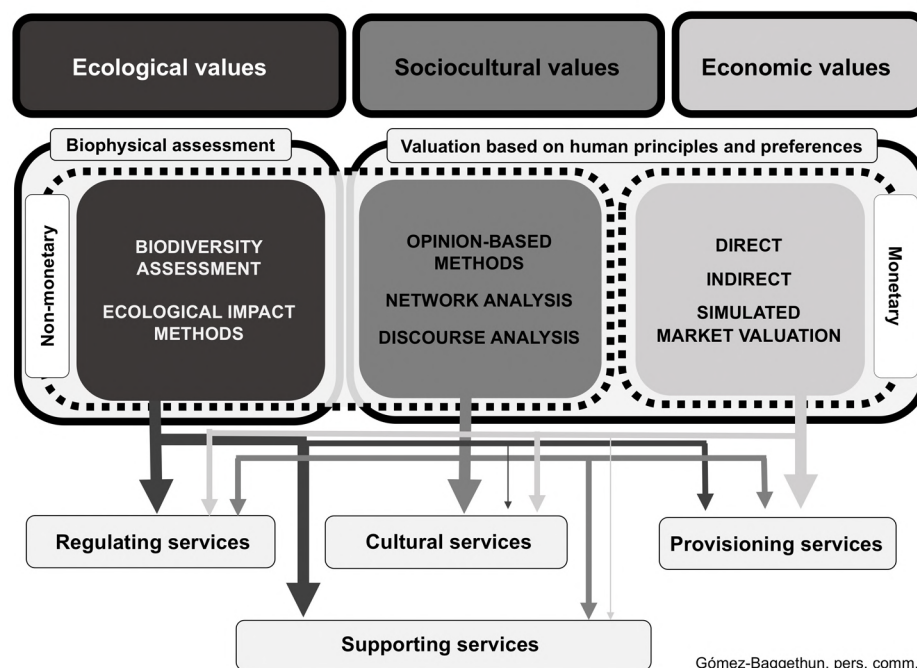 Ecological values
Sociocultural values
Economic values
Biophysical assessment
Valuation based on human principles and preferences
Non-monetary
BIODIVERSITY
ASSESSMENT
ECOLOGICAL IMPACT
METHODS
OPINION-BASED
METHODS
NETWORK ANALYSIS
DISCOURSE ANALYSIS
DIRECT
INDIRECT
SIMULATED
MARKET VALUATION
Monetary
Regulating services
Cultural services
Provisioning services
Supporting services
Gómez-Baggethun, pers. comm.